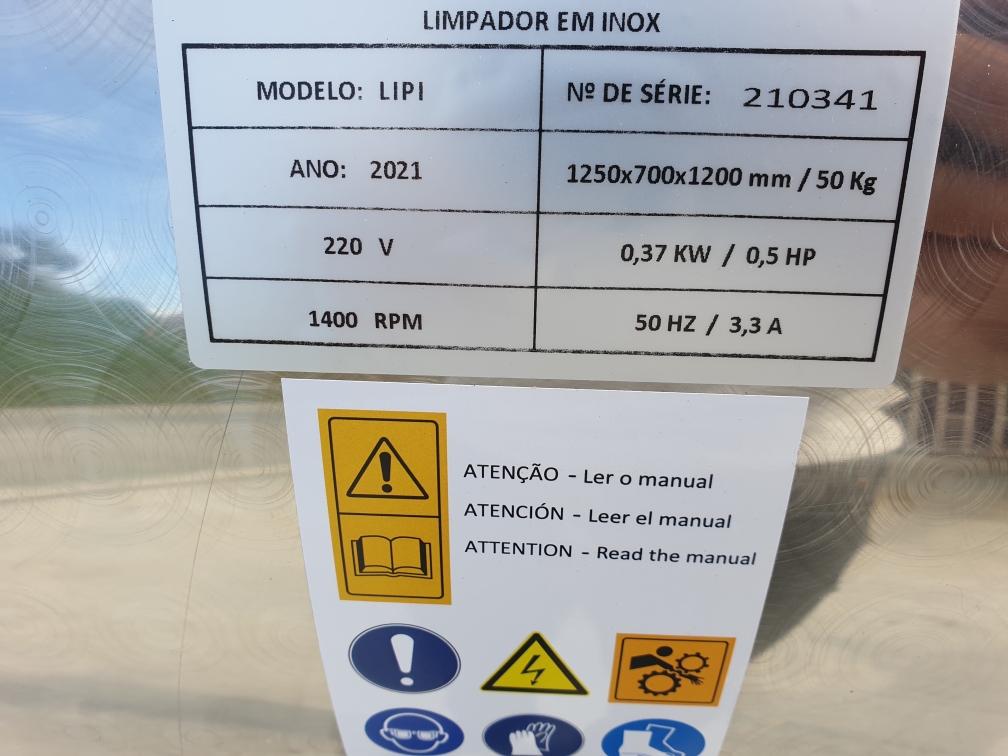 LIMPADOR EM INOX
MODELO: LIPI
Nº DE SÉRIE: 210341
ANO: 2021
1250x700x1200 mm / 50 Kg
220 V
0,37 KW / 0,5 HP
1400 RPM
50 HZ / 3,3 A
ATENÇÃO - Ler o manual
ATENCIÓN - Leer el manual
ATTENTION - Read the manual